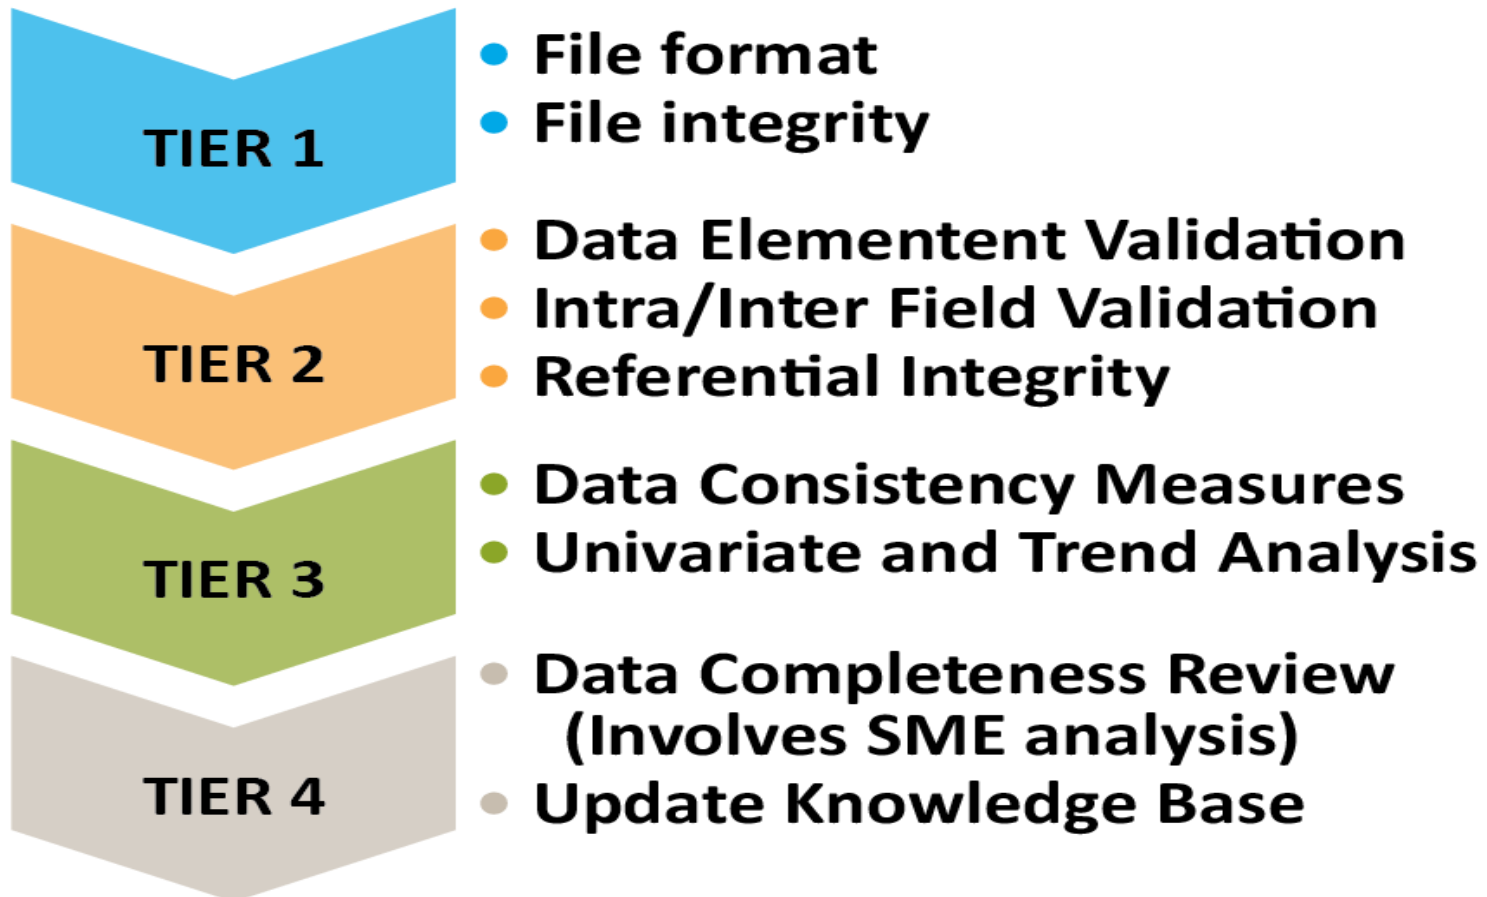 TIER 1
• File format
• File integrity
TIER 2
• Data Elementent Validation
• Intra/Inter Field Validation
• Referential Integrity
TIER 3
• Data Consistency Measures
• Univariate and Trend Analysis
TIER 4
• Data Completeness Review
(Involves SME analysis)
• Update Knowledge Base